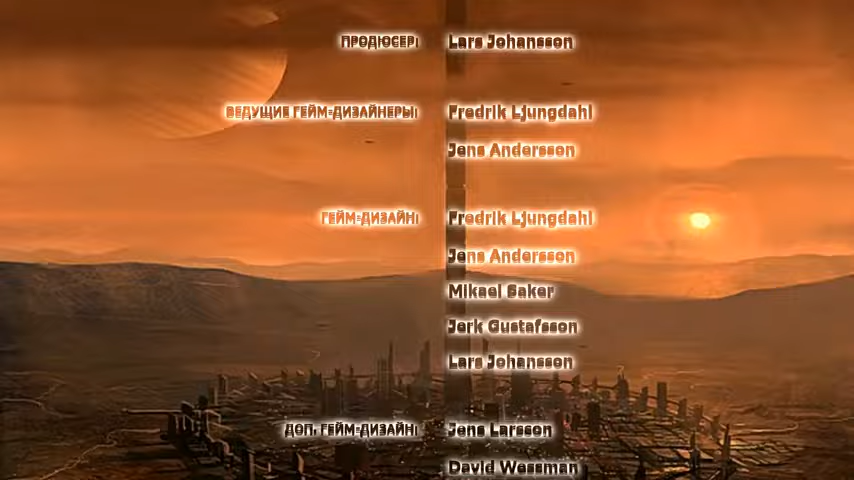 ПРОДЮСЕР: Lars Johansson
ВЕДУЩИЕ ГЕЙМ-ДИЗАЙНЕРЫ: Fredrik Ljungdahl
Jens Andersson
ГЕЙМ-ДИЗАЙН: Fredrik Ljungdahl
Jens Andersson
Mikael Saker
Jerk Gustafsson
Lars Johansson
ДОП. ГЕЙМ-ДИЗАЙН: Jens Larsson
David Wessman